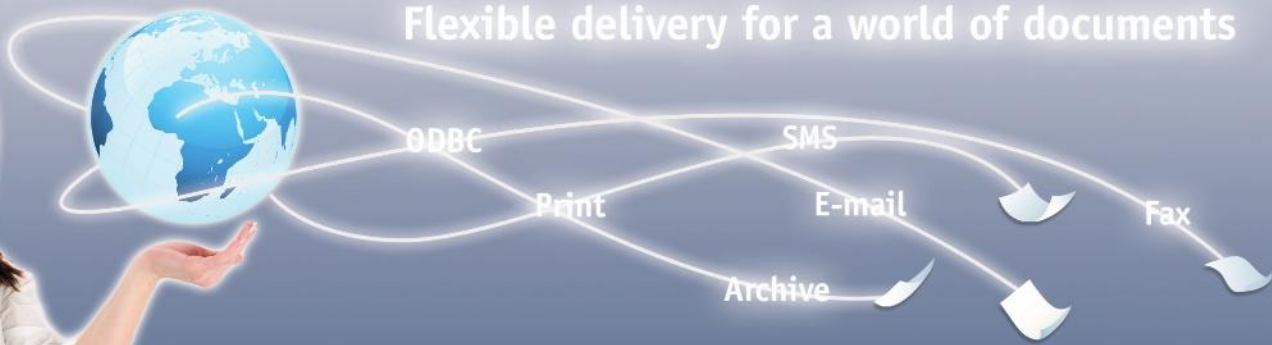 Flexible delivery for a world of documents
ODBC
SMS
Print
E-mail
Fax
Archive